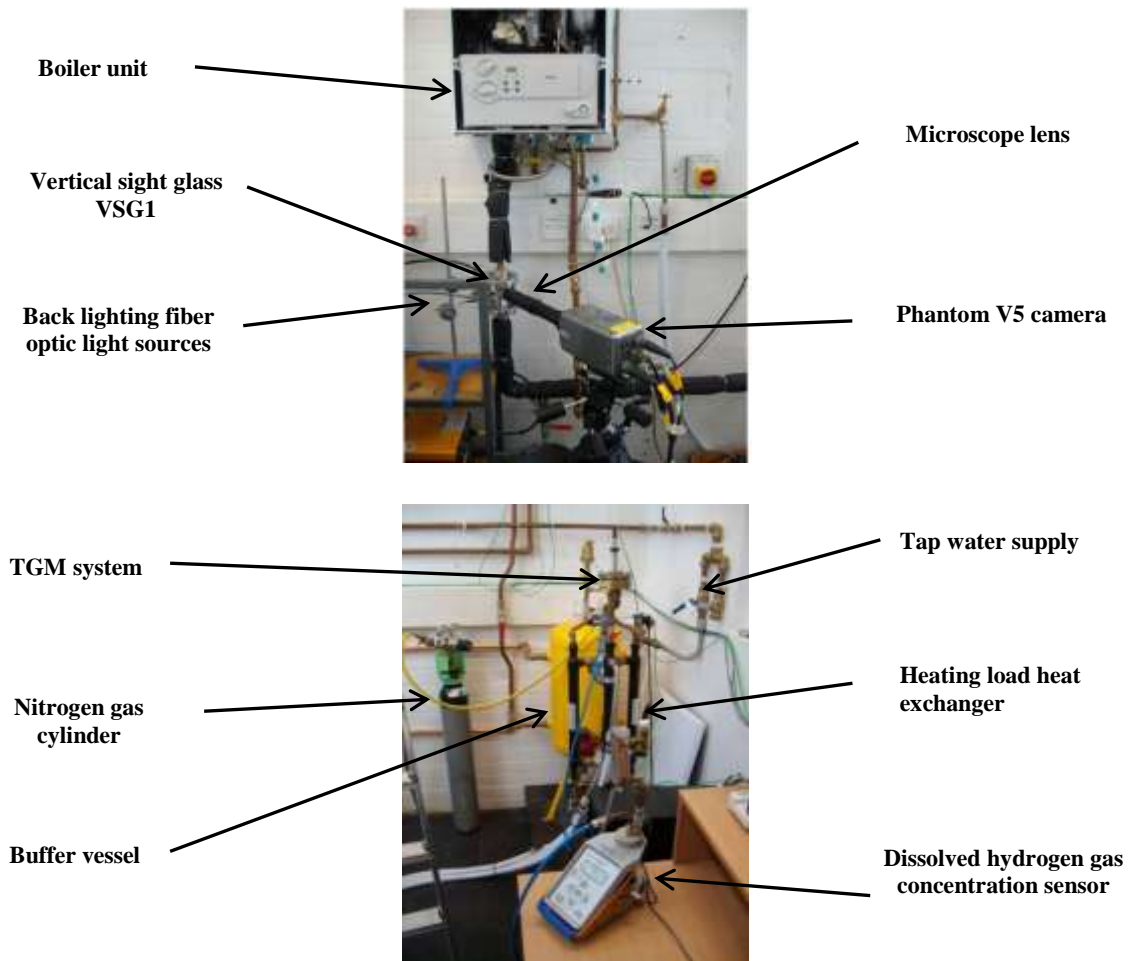 Boiler unit
Microscope lens
Vertical sight glass
VSG1
Back lighting fiber
optic light sources
Phantom V5 camera
TGM system
Tap water supply
Nitrogen gas
cylinder
Heating load heat
exchanger
Buffer vessel
Dissolved hydrogen gas
concentration sensor